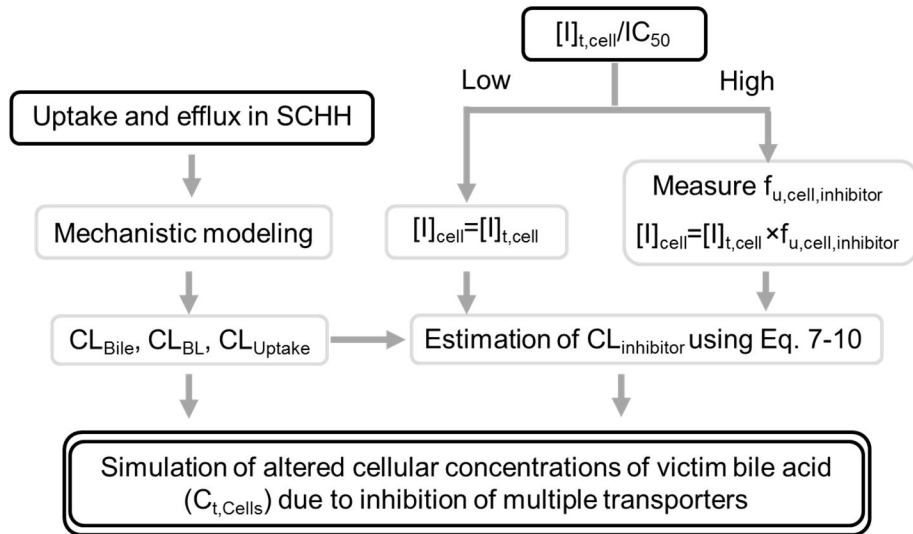 [I]t,cell/IC50
Low
High
Uptake and efflux in SCHH
Measure fu,cell,inhibitor
[I]cell=[I]t,cell ×fu,cell,inhibitor
Mechanistic modeling
[I]cell=[I]t,cell
CLBile, CLBL, CLUptake
Estimation of CLinhibitor using Eq. 7-10
Simulation of altered cellular concentrations of victim bile acid
(Ct,Cells) due to inhibition of multiple transporters